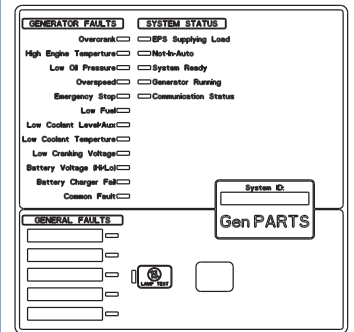 GENERATOR FAULTS
Overcrank
High Engine Temperture
Low Oil Pressure
Overspeed
Emergency Stop
Low Fuel
Low Coolant Level/Aux
Low Coolant Temperture
Low Cranking Voltage
Battery Voltage (Hi/Lo)
Battery Charger Fail
Common Fault
SYSTEM STATUS
EPS Supplying Load
Not-In-Auto
System Ready
Generator Running
Communication Status
System ID:
Gen PARTS
GENERAL FAULTS
LAMP TEST